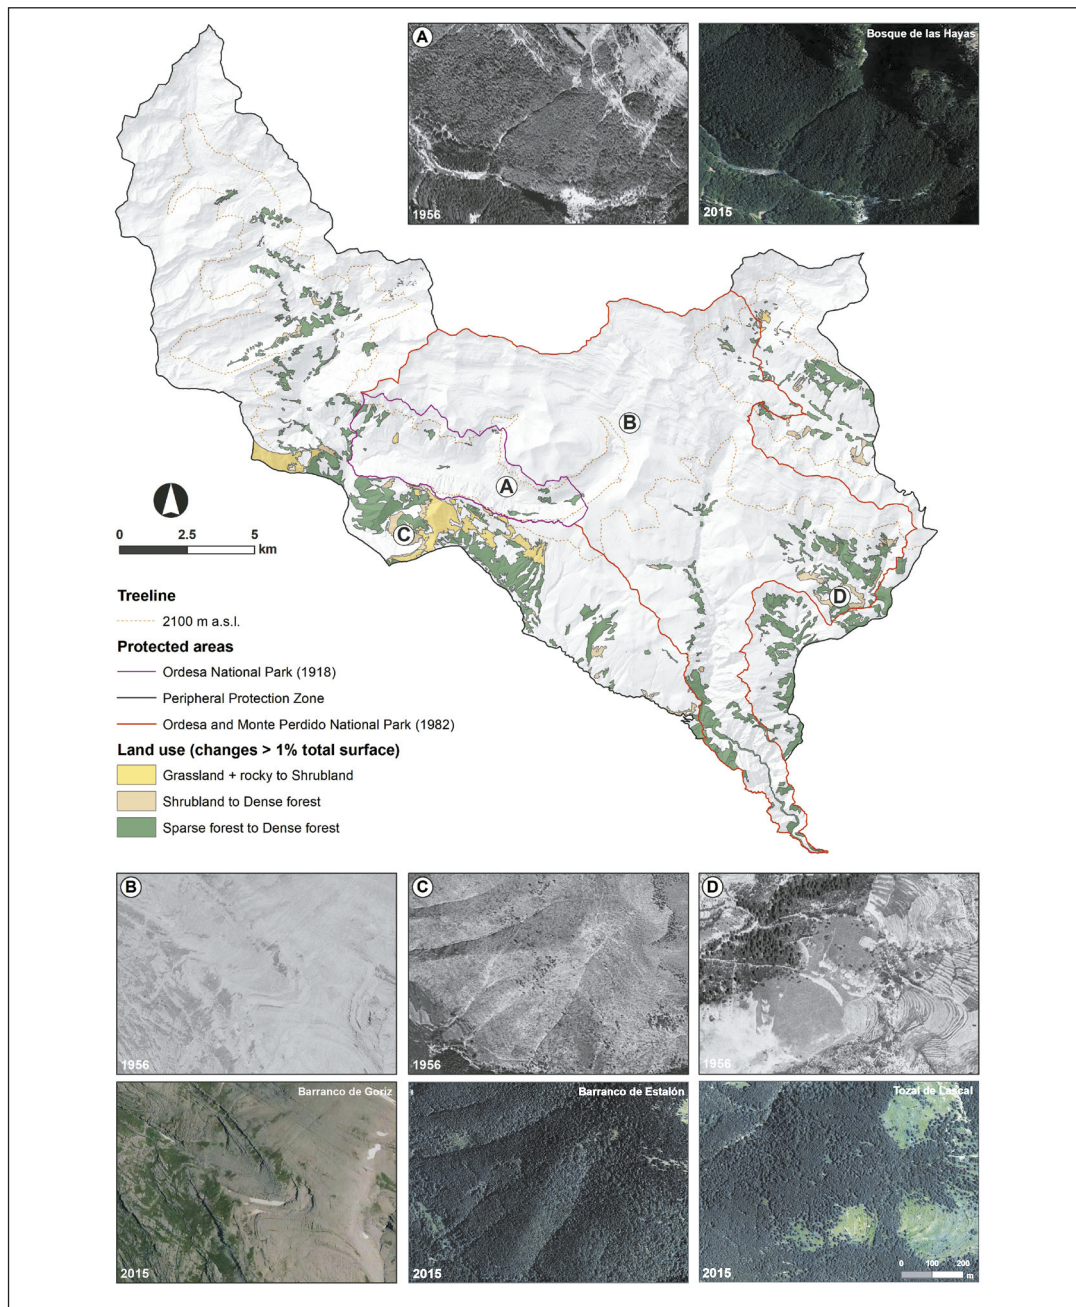 A
1956
Bosque de las Hayas
2015
B
A
C
D
0 2.5 5
km
Treeline
2100 m a.s.l.
Protected areas
Ordesa National Park (1918)
Peripheral Protection Zone
Ordesa and Monte Perdido National Park (1982)
Land use (changes > 1% total surface)
Grassland + rocky to Shrubland
Shrubland to Dense forest
Sparse forest to Dense forest
B
1956
C
1956
D
1956
Barranco de Goriz
2015
Barranco de Estalón
2015
Tozal de Lascal
2015
0 100 200
m